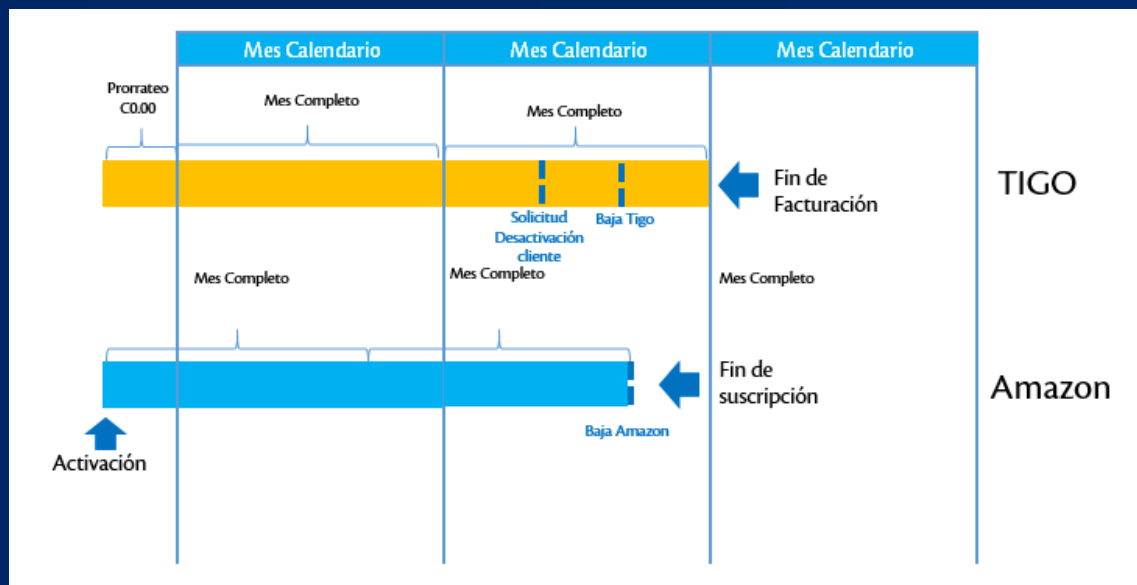 Mes Calendario
Mes Calendario
Mes Calendario
Prorrateo
C0.00
Mes Completo
Mes Completo
Fin de
Facturación
TIGO
Solicitud
Desactivación
cliente
Baja Tigo
Mes Completo
Mes Completo
Mes Completo
Fin de
suscripción
Amazon
Baja Amazon
Activación